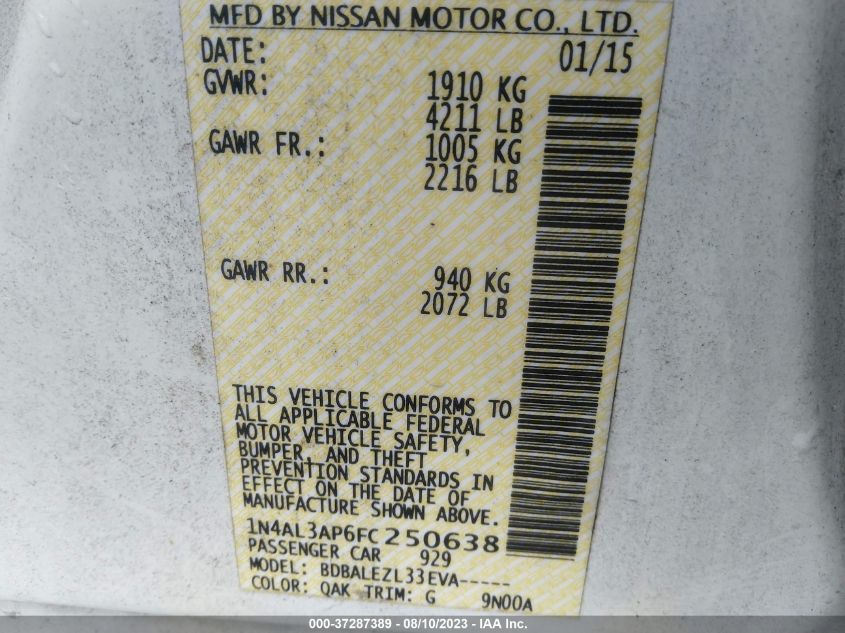 MFD BY NISSAN MOTOR CO., LTD.
DATE: 01/15
GVWR: 1910 KG
4211 LB
GAWR FR.: 1005 KG
2216 LB
GAWR RR.: 940 KG
2072 LB
THIS VEHICLE CONFORMS TO
ALL APPLICABLE FEDERAL
MOTOR VEHICLE SAFETY,
BUMPER, AND THEFT
PREVENTION STANDARDS IN
EFFECT ON THE DATE OF
MANUFACTURE SHOWN ABOVE.
1N4AL3AP6FC250638
PASSENGER CAR 929
MODEL: BDBALEZL33EVA-----
COLOR: QAK TRIM: G 9N00A
000-37287389 - 08/10/2023 - IAA Inc.